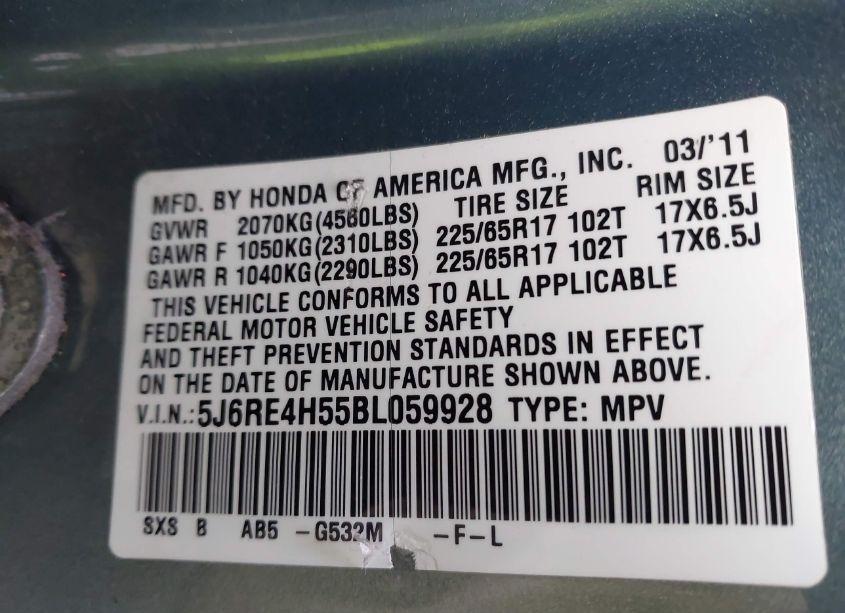 MFD. BY HONDA OF AMERICA MFG., INC. 03/'11
GVWR 2070KG(4560LBS) TIRE SIZE RIM SIZE
GAWR F 1050KG(2310LBS) 225/65R17 102T 17X6.5J
GAWR R 1040KG(2290LBS) 225/65R17 102T 17X6.5J
THIS VEHICLE CONFORMS TO ALL APPLICABLE
FEDERAL MOTOR VEHICLE SAFETY
AND THEFT PREVENTION STANDARDS IN EFFECT
ON THE DATE OF MANUFACTURE SHOWN ABOVE.
V.I.N.: 5J6RE4H55BL059928 TYPE: MPV
SXS B AB5 -G532M -F-L